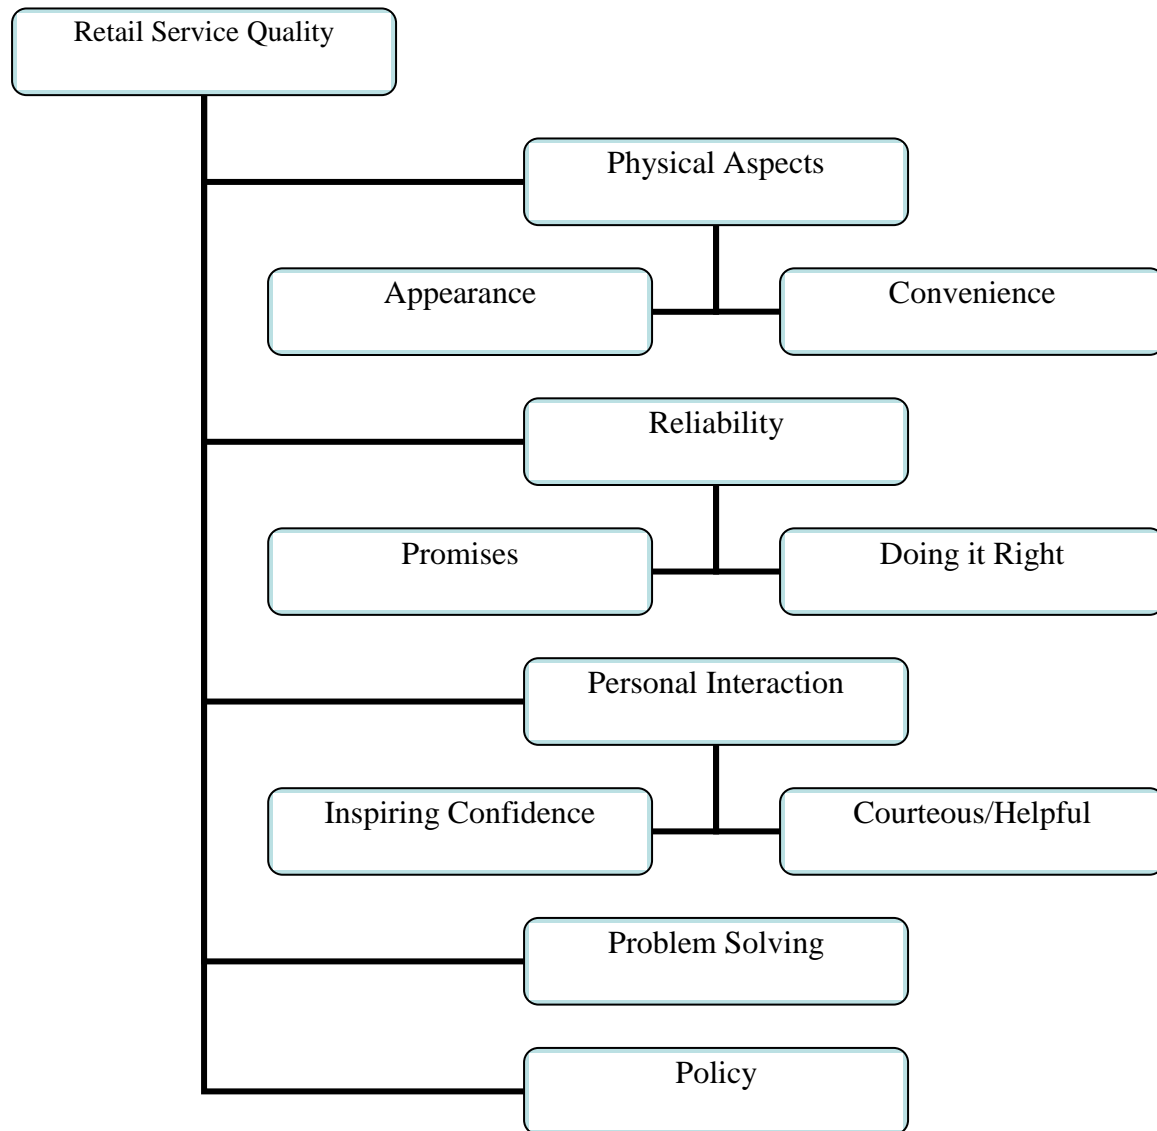 Retail Service Quality
Physical Aspects
Appearance
Convenience
Reliability
Promises
Doing it Right
Personal Interaction
Inspiring Confidence
Courteous/Helpful
Problem Solving
Policy